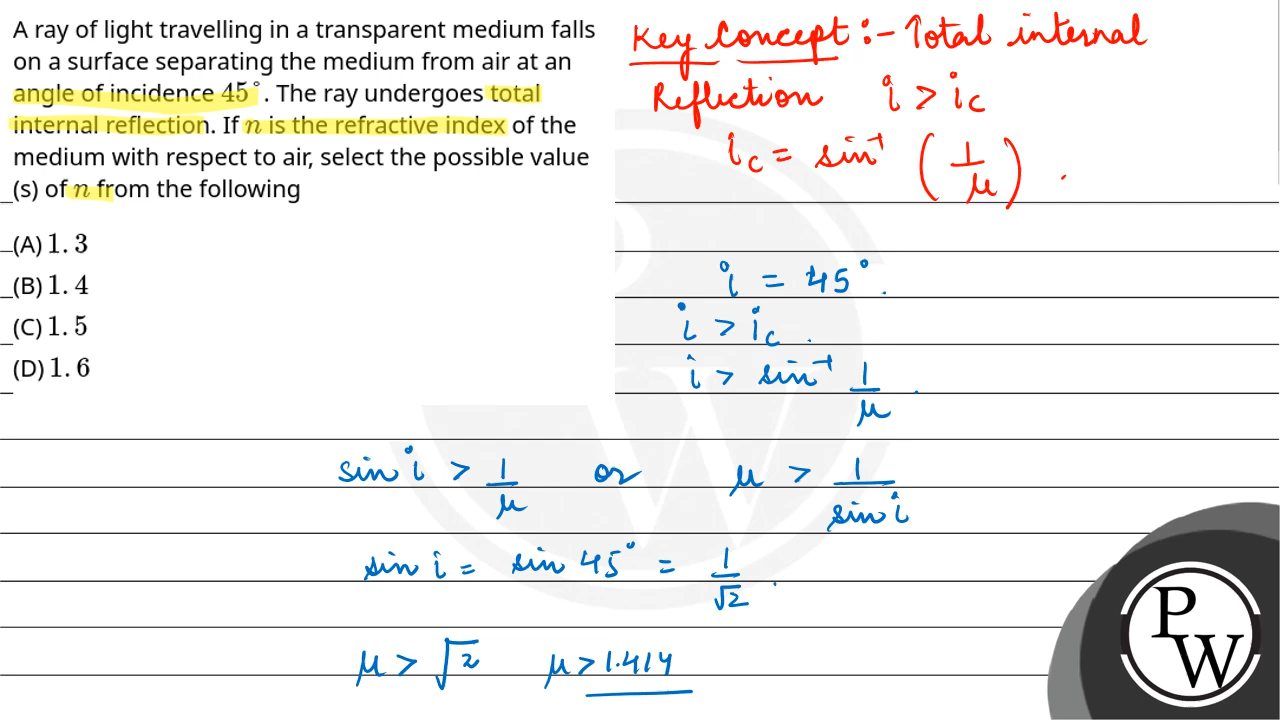 A ray of light travelling in a transparent medium falls
on a surface separating the medium from air at an
angle of incidence 45°. The ray undergoes total
internal reflection. If n is the refractive index of the
medium with respect to air, select the possible value
(s) of n from the following
(A) 1.3
(B) 1.4
(C) 1.5
(D) 1.6
Key Concept :- Total internal
Reflection i > ic
ic = sin⁻¹ (1/μ).
i = 45°.
i > ic.
i > sin⁻¹ 1/μ.
sin i > 1/μ or μ > 1/sin i
sin i = sin 45° = 1/√2.
μ > √2 μ > 1.414
P
W